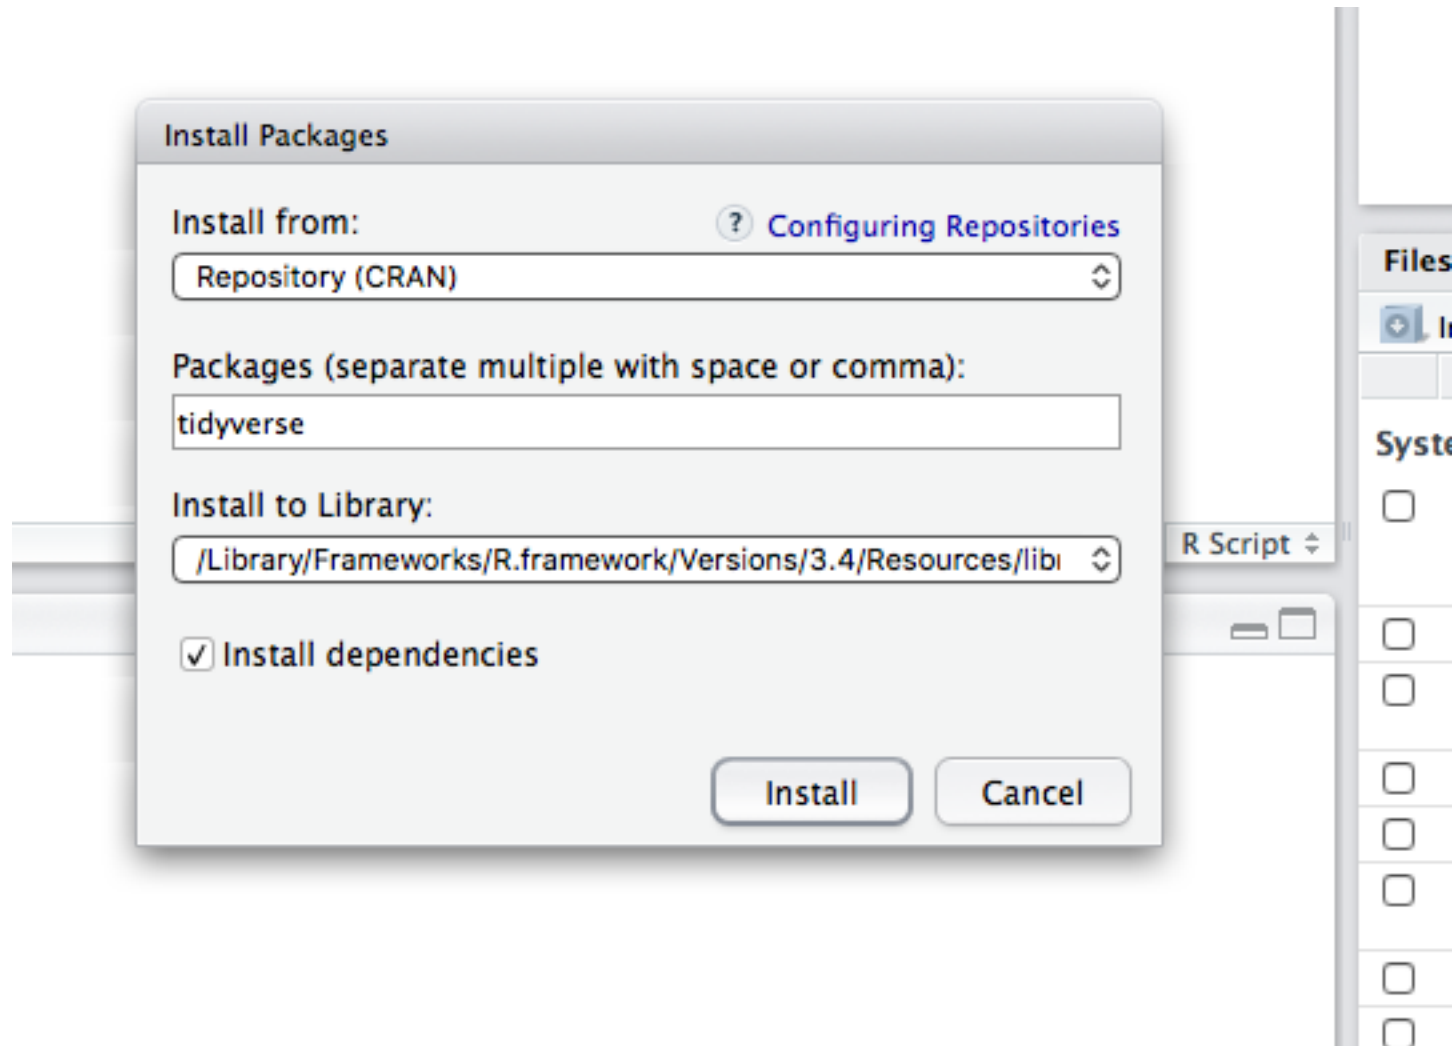 Install Packages
Install from:
? Configuring Repositories
Repository (CRAN)
Packages (separate multiple with space or comma):
tidyverse
Install to Library:
/Library/Frameworks/R.framework/Versions/3.4/Resources/
Install dependencies
Install
Cancel
R Script
Files